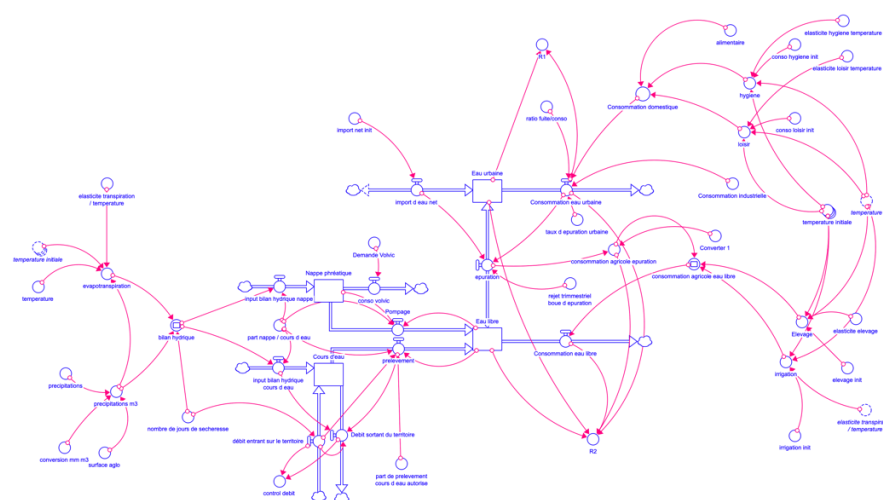 elasticite hygiene temperature
alimentaire
conso hygiene init
R1
elasticite loisir temperature
hygiene
Consommation domestique
ratio fuite/conso
import net init
conso loisir init
loisir
Eau urbaine
elasticite transpiration
/ temperature
Consommation industrielle
import d eau net
Consommation eau urbaine
temperature
temperature initiale
taux d epuration urbaine
Converter 1
Demande Volvic
temperature initiale
consommation agricole epuration
Nappe phréatique
evapotranspiration
epuration
consommation agricole eau libre
temperature
input bilan hydrique nappe
conso volvic
rejet trimmestriel
boue d epuration
Pompage
Eau libre
part nappe / cours d eau
bilan hydrique
Elevage
elasticite elevage
Cours d'eau
prelevement
Consommation eau libre
input bilan hydrique
cours d eau
elevage init
irrigation
precipitations
precipitations m3
nombre de jours de secheresse
débit entrant sur le territoire
Debit sortant du territoire
elasticite transpira
/ temperature
conversion mm m3
surface aglo
R2
irrigation init
control debit
part de prelevement
cours d eau autorise